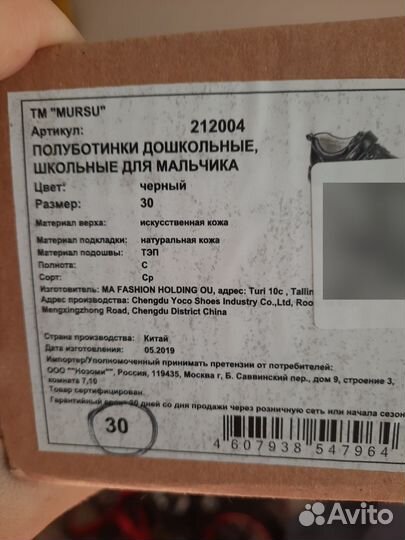 ТМ "MURSU"
Артикул: 212004
ПОЛУБОТИНКИ ДОШКОЛЬНЫЕ,
ШКОЛЬНЫЕ ДЛЯ МАЛЬЧИКА
Цвет: черный
Размер: 30
Материал верха: искусственная кожа
Материал подкладки: натуральная кожа
Материал подошвы: ТЭП
Полнота: С
Сорт: Ср
Изготовитель: MA FASHION HOLDING OU, адрес: Turi 10c , Tallin
Адрес производства: Chengdu Yoco Shoes Industry Co.,Ltd, Roo
Mengxingzhong Road, Chengdu District China
Страна производства: Китай
Дата изготовления: 05.2019
Импортер/Уполномоченный принимать претензии от потребителей:
ООО ""Нозоми"", Россия, 119435, Москва г, Б. Саввинский пер., дом 9, строение 3,
комната 7,10
Товар сертифицирован.
Гарантийный срок 30 дней со дня продажи через розничную сеть или начала сезон
30
4 607938 547964
Avito